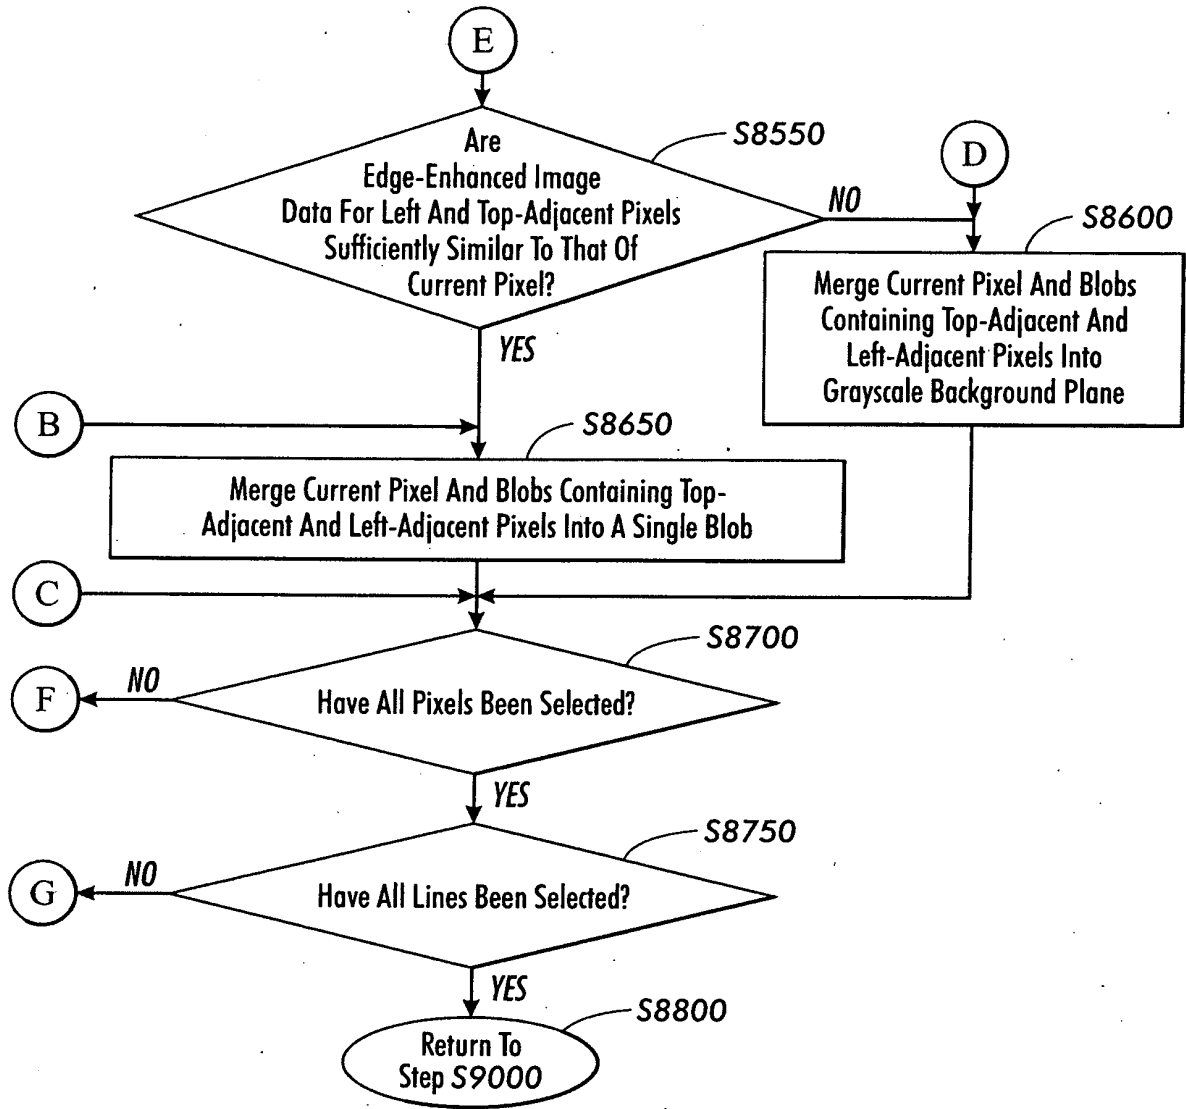 E
S8550
Are
Edge-Enhanced Image
Data For Left And Top-Adjacent Pixels
Sufficiently Similar To That Of
Current Pixel?
D
NO
S8600
Merge Current Pixel And Blobs
Containing Top-Adjacent And
Left-Adjacent Pixels Into
Grayscale Background Plane
YES
B
S8650
Merge Current Pixel And Blobs Containing Top-
Adjacent And Left-Adjacent Pixels Into A Single Blob
C
S8700
F
NO
Have All Pixels Been Selected?
YES
S8750
G
NO
Have All Lines Been Selected?
YES
S8800
Return To
Step S9000